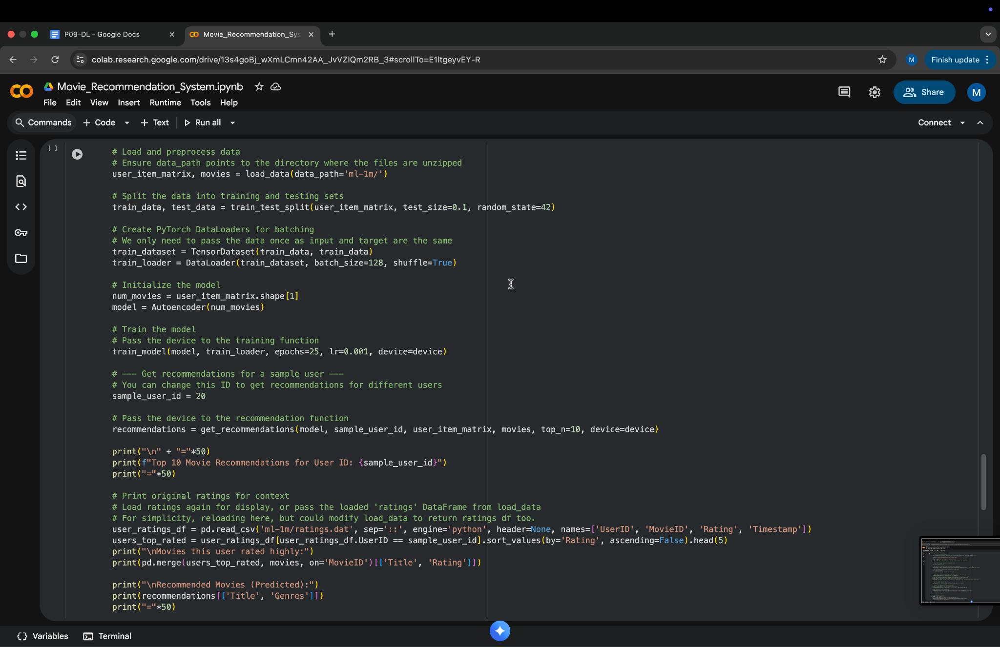 P09-DL - Google Docs
Movie_Recommendation_Sys
colab.research.google.com/drive/13s4goBj_wXmLCmn42AA_JvVZlQm2RB_3#scrollTo=E1ltgeyvEY-R
M
Finish update
Movie_Recommendation_System.ipynb
File Edit View Insert Runtime Tools Help
Share
M
Commands + Code + Text Run all
Connect
[ ]
# Load and preprocess data
# Ensure data_path points to the directory where the files are unzipped
user_item_matrix, movies = load_data(data_path='ml-1m/')
# Split the data into training and testing sets
train_data, test_data = train_test_split(user_item_matrix, test_size=0.1, random_state=42)
# Create PyTorch DataLoaders for batching
# We only need to pass the data once as input and target are the same
train_dataset = TensorDataset(train_data, train_data)
train_loader = DataLoader(train_dataset, batch_size=128, shuffle=True)
# Initialize the model
num_movies = user_item_matrix.shape[1]
model = Autoencoder(num_movies)
# Train the model
# Pass the device to the training function
train_model(model, train_loader, epochs=25, lr=0.001, device=device)
# --- Get recommendations for a sample user ---
# You can change this ID to get recommendations for different users
sample_user_id = 20
# Pass the device to the recommendation function
recommendations = get_recommendations(model, sample_user_id, user_item_matrix, movies, top_n=10, device=device)
print("\n" + "="*50)
print(f"Top 10 Movie Recommendations for User ID: {sample_user_id}")
print("="*50)
# Print original ratings for context
# Load ratings again for display, or pass the loaded 'ratings' DataFrame from load_data
# For simplicity, reloading here, but could modify load_data to return ratings df too.
user_ratings_df = pd.read_csv('ml-1m/ratings.dat', sep='::', engine='python', header=None, names=['UserID', 'MovieID', 'Rating', 'Timestamp'])
users_top_rated = user_ratings_df[user_ratings_df.UserID == sample_user_id].sort_values(by='Rating', ascending=False).head(5)
print("\nMovies this user rated highly:")
print(pd.merge(users_top_rated, movies, on='MovieID')[['Title', 'Rating']])
print("\nRecommended Movies (Predicted):")
print(recommendations[['Title', 'Genres']])
print("="*50)
Variables
Terminal